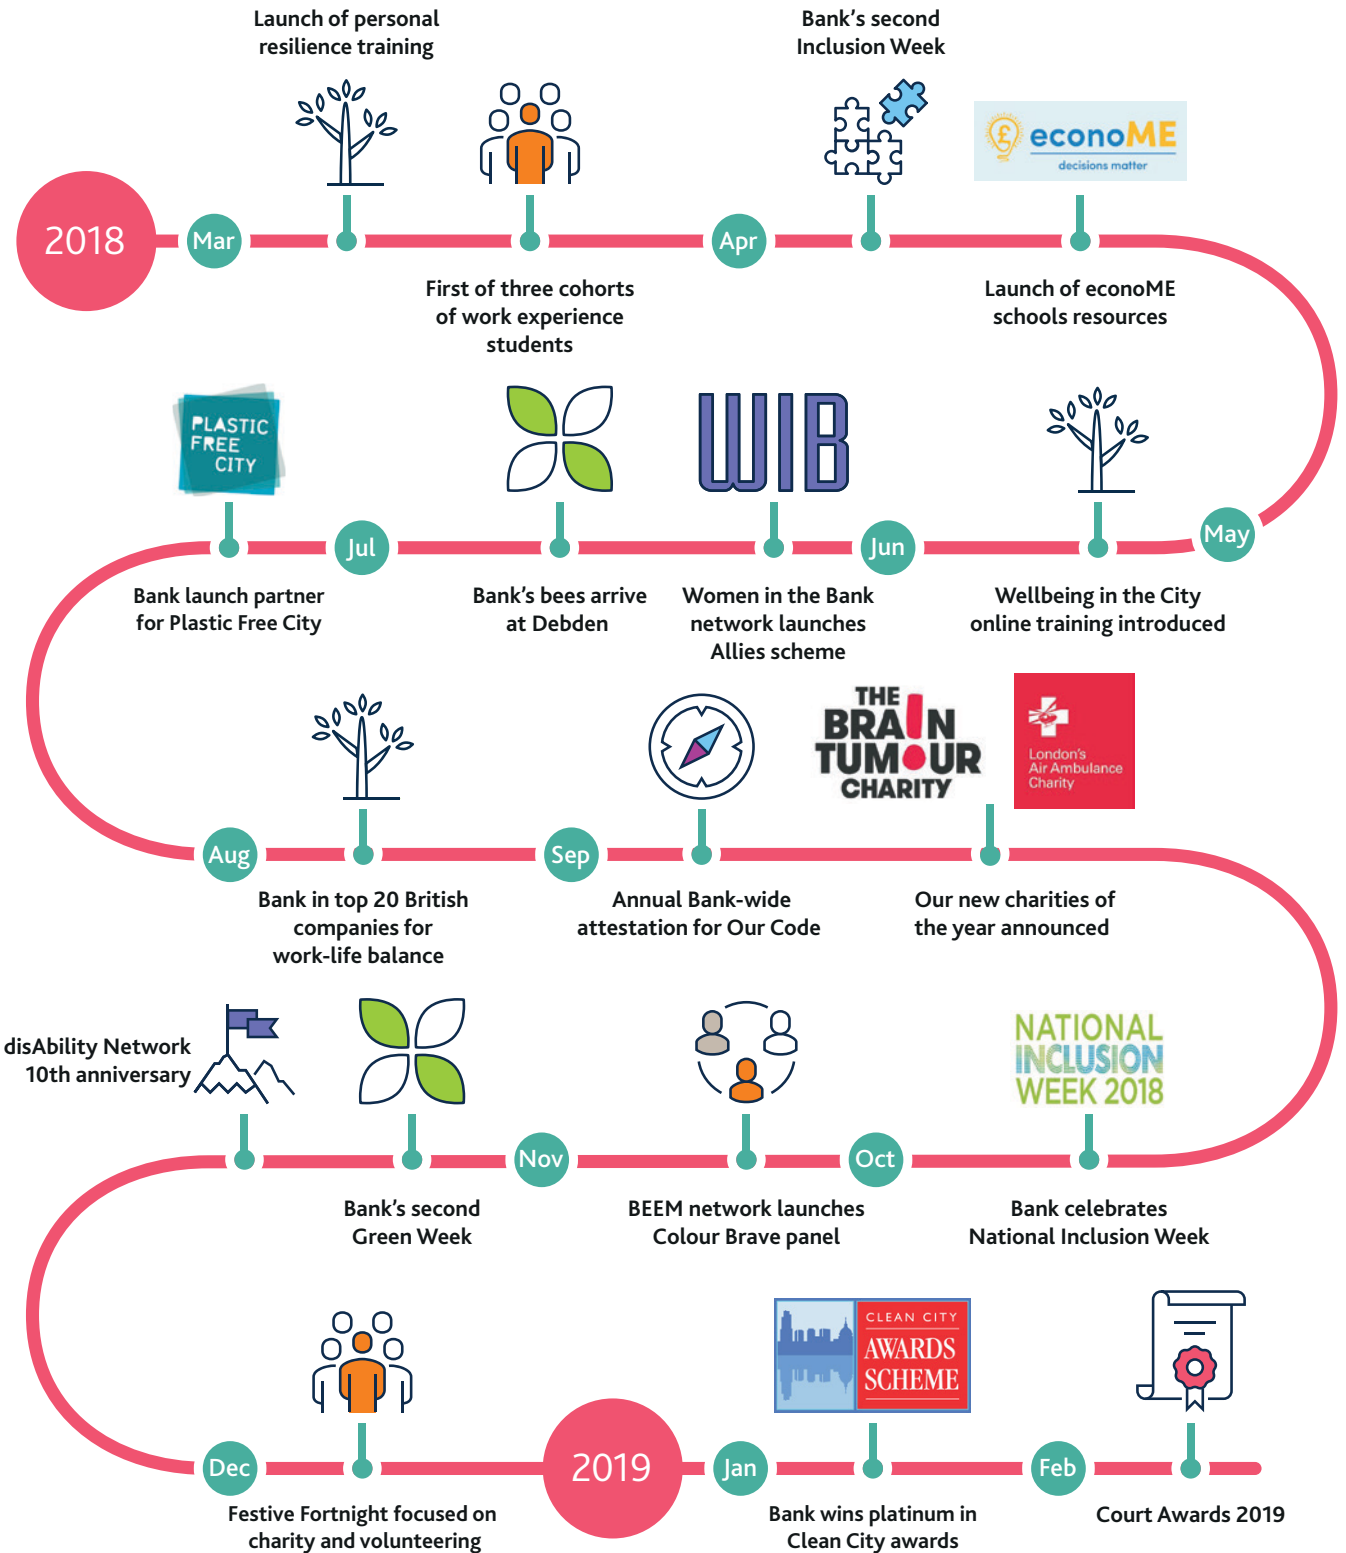 Launch of personal
resilience training
Bank's second
Inclusion Week
£
econoME
decisions matter
2018
Mar
Apr
First of three cohorts
of work experience
students
Launch of econoME
schools resources
PLASTIC
FREE
CITY
WIB
May
Jun
Jul
Wellbeing in the City
online training introduced
Women in the Bank
network launches
Allies scheme
Bank's bees arrive
at Debden
Bank launch partner
for Plastic Free City
THE
BRAIN
TUMOUR
CHARITY
London's
Air Ambulance
Charity
Aug
Sep
Bank in top 20 British
companies for
work-life balance
Annual Bank-wide
attestation for Our Code
Our new charities of
the year announced
NATIONAL
INCLUSION
WEEK 2018
Bank celebrates
National Inclusion Week
Oct
BEEM network launches
Colour Brave panel
Nov
Bank's second
Green Week
disAbility Network
10th anniversary
CLEAN CITY
AWARDS
SCHEME
Dec
Festive Fortnight focused on
charity and volunteering
2019
Jan
Bank wins platinum in
Clean City awards
Feb
Court Awards 2019